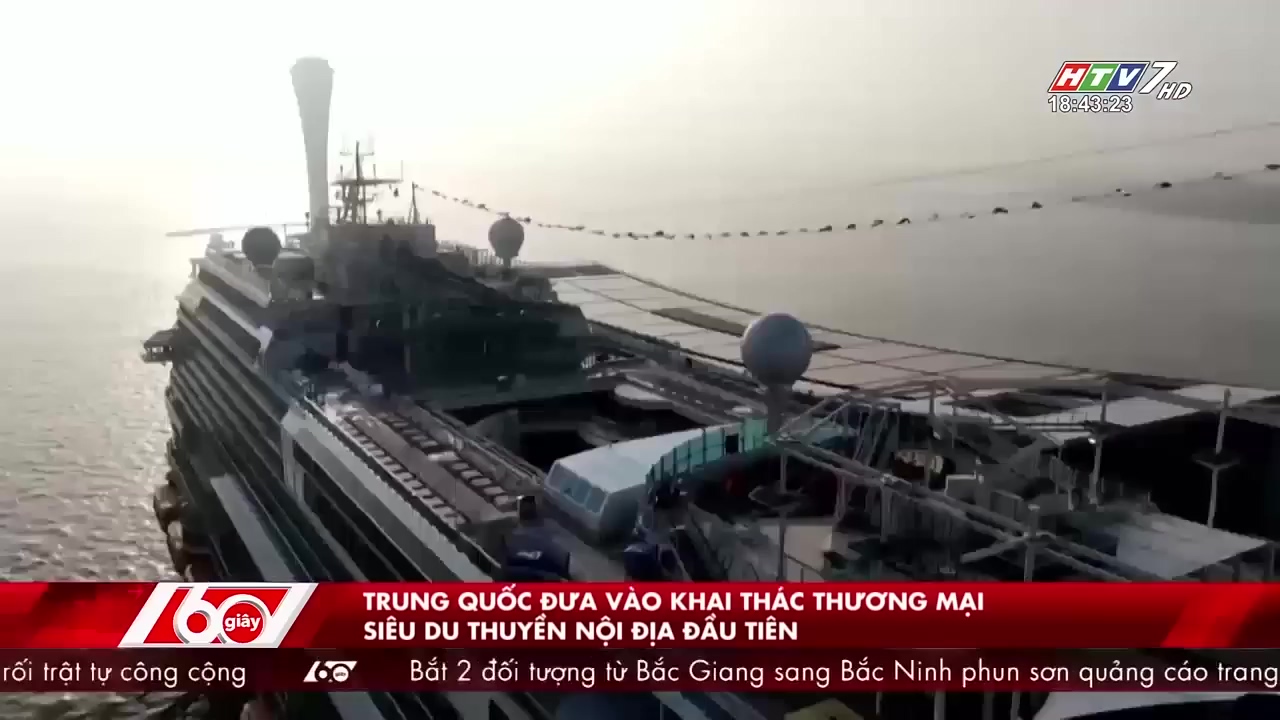 HTV7
HD
18:43:23
60
giây
TRUNG QUỐC ĐƯA VÀO KHAI THÁC THƯƠNG MẠI
SIÊU DU THUYỀN NỘI ĐỊA ĐẦU TIÊN
rối trật tự công cộng 60 giây Bắt 2 đối tượng từ Bắc Giang sang Bắc Ninh phun sơn quảng cáo trang